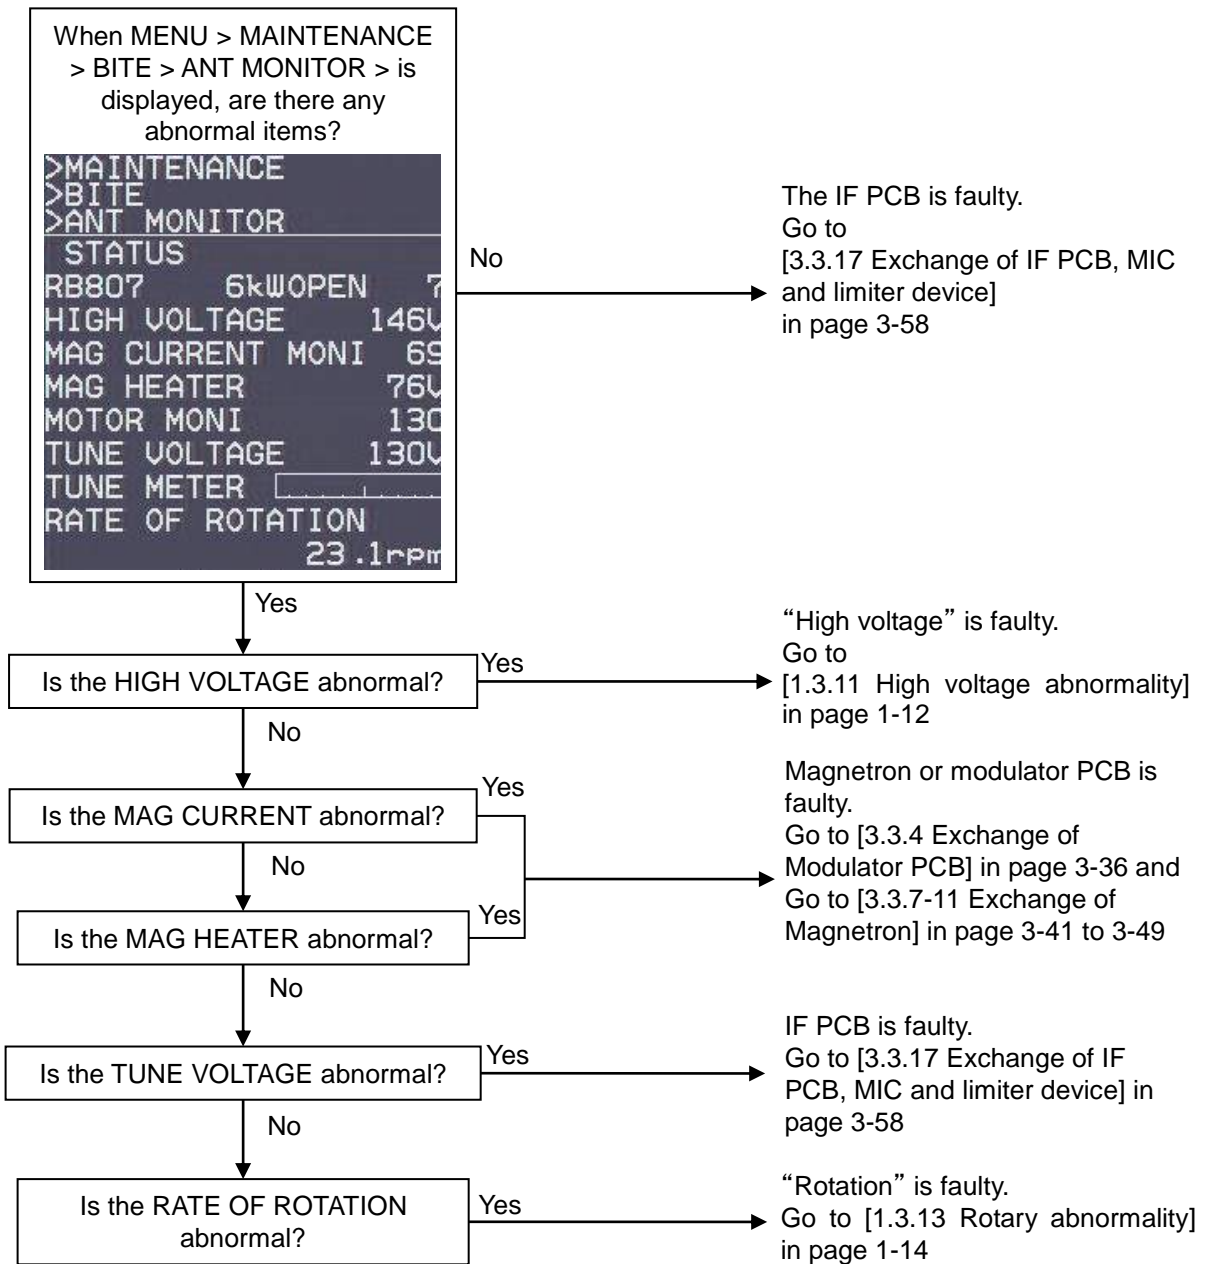 When MENU > MAINTENANCE
> BITE > ANT MONITOR > is
displayed, are there any
abnormal items?
>MAINTENANCE
>BITE
>ANT MONITOR
STATUS
RB807 6kWOPEN 7
HIGH VOLTAGE 146V
MAG CURRENT MONI 69
MAG HEATER 76V
MOTOR MONI 130
TUNE VOLTAGE 130V
TUNE METER
RATE OF ROTATION
23.1rpm
No
The IF PCB is faulty.
Go to
[3.3.17 Exchange of IF PCB, MIC
and limiter device]
in page 3-58
Yes
Is the HIGH VOLTAGE abnormal?
Yes
“High voltage” is faulty.
Go to
[1.3.11 High voltage abnormality]
in page 1-12
No
Is the MAG CURRENT abnormal?
Yes
No
Is the MAG HEATER abnormal?
Yes
Magnetron or modulator PCB is
faulty.
Go to [3.3.4 Exchange of
Modulator PCB] in page 3-36 and
Go to [3.3.7-11 Exchange of
Magnetron] in page 3-41 to 3-49
No
Is the TUNE VOLTAGE abnormal?
Yes
IF PCB is faulty.
Go to [3.3.17 Exchange of IF
PCB, MIC and limiter device] in
page 3-58
No
Is the RATE OF ROTATION
abnormal?
Yes
“Rotation” is faulty.
Go to [1.3.13 Rotary abnormality]
in page 1-14